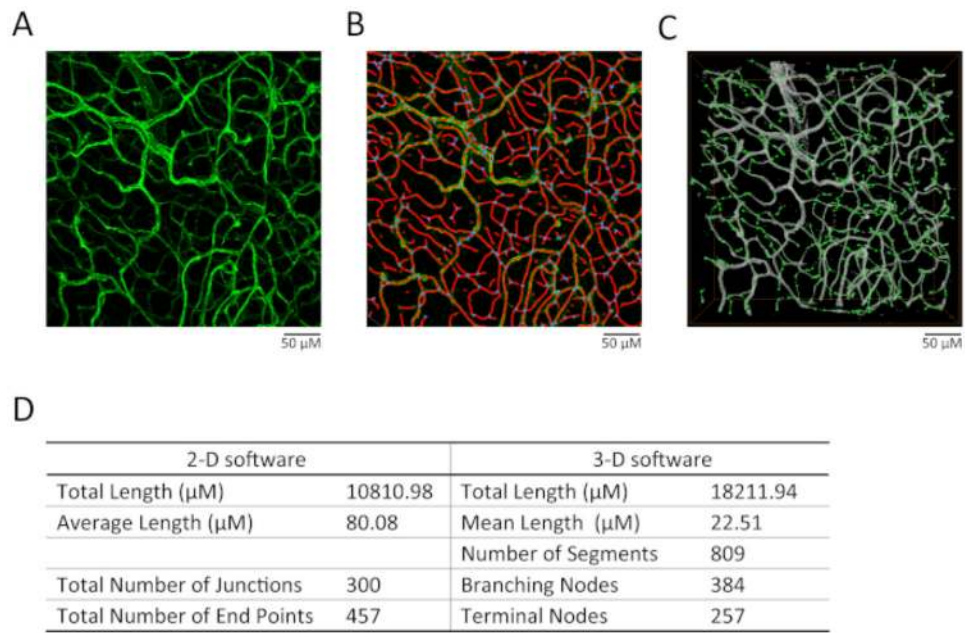 A
B
C
50 μM
50 μM
50 μM
D
2-D software 3-D software
Total Length (μM) 10810.98 Total Length (μM) 18211.94
Average Length (μM) 80.08 Mean Length (μM) 22.51
Number of Segments 809
Total Number of Junctions 300 Branching Nodes 384
Total Number of End Points 457 Terminal Nodes 257